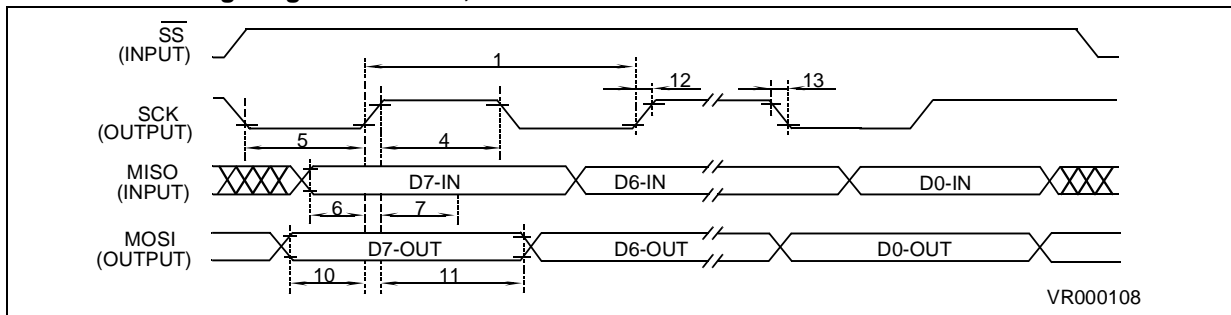 SS
(INPUT)
1
12
13
SCK
(OUTPUT)
5
4
MISO
(INPUT)
D7-IN
D6-IN
D0-IN
6
7
MOSI
(OUTPUT)
D7-OUT
D6-OUT
D0-OUT
10
11
VR000108